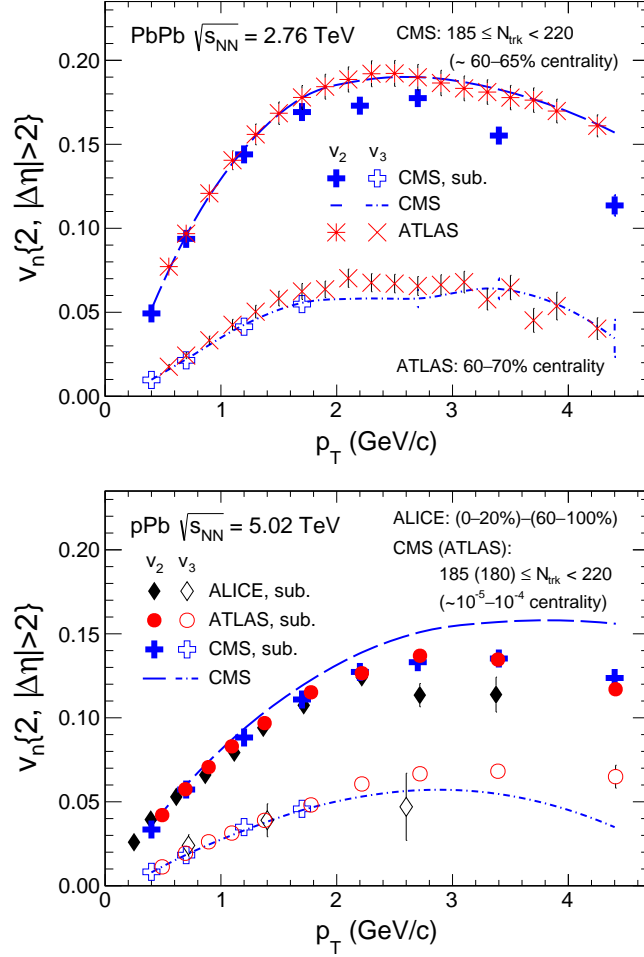 PbPb √sNN = 2.76 TeV
CMS: 185 ≤ Ntrk < 220
(~ 60–65% centrality)
v2 v3
CMS, sub.
CMS
ATLAS
ATLAS: 60–70% centrality
vn{2, |Δη|>2}
0.20
0.15
0.10
0.05
0.00
0 1 2 3 4
pT (GeV/c)
pPb √sNN = 5.02 TeV
ALICE: (0–20%)–(60–100%)
CMS (ATLAS):
185 (180) ≤ Ntrk < 220
(~10-5–10-4 centrality)
v2 v3
ALICE, sub.
ATLAS, sub.
CMS, sub.
CMS
vn{2, |Δη|>2}
0.20
0.15
0.10
0.05
0.00
0 1 2 3 4
pT (GeV/c)